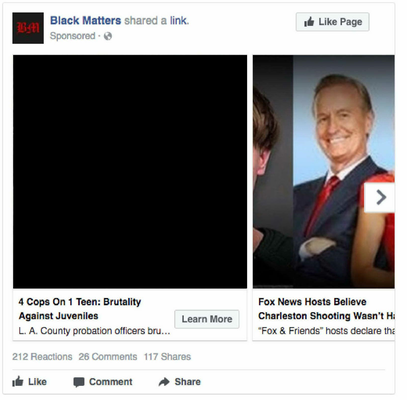 BM
Black Matters shared a link.
Like Page
Sponsored ·
4 Cops On 1 Teen: Brutality
Against Juveniles
L. A. County probation officers bru...
Learn More
Fox News Hosts Believe
Charleston Shooting Wasn't
"Fox & Friends" hosts declare
212 Reactions 26 Comments 117 Shares
Like Comment Share